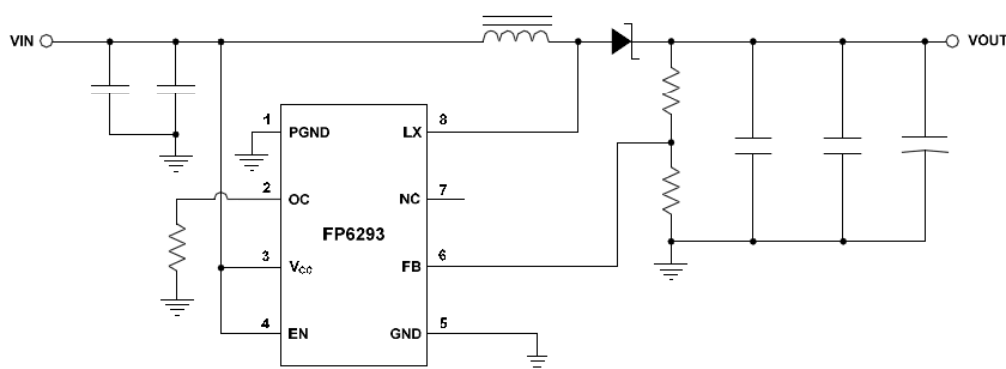 VIN
VOUT
1 PGND LX 8
2 OC NC 7
FP6293
3 VCC FB 6
4 EN GND 5